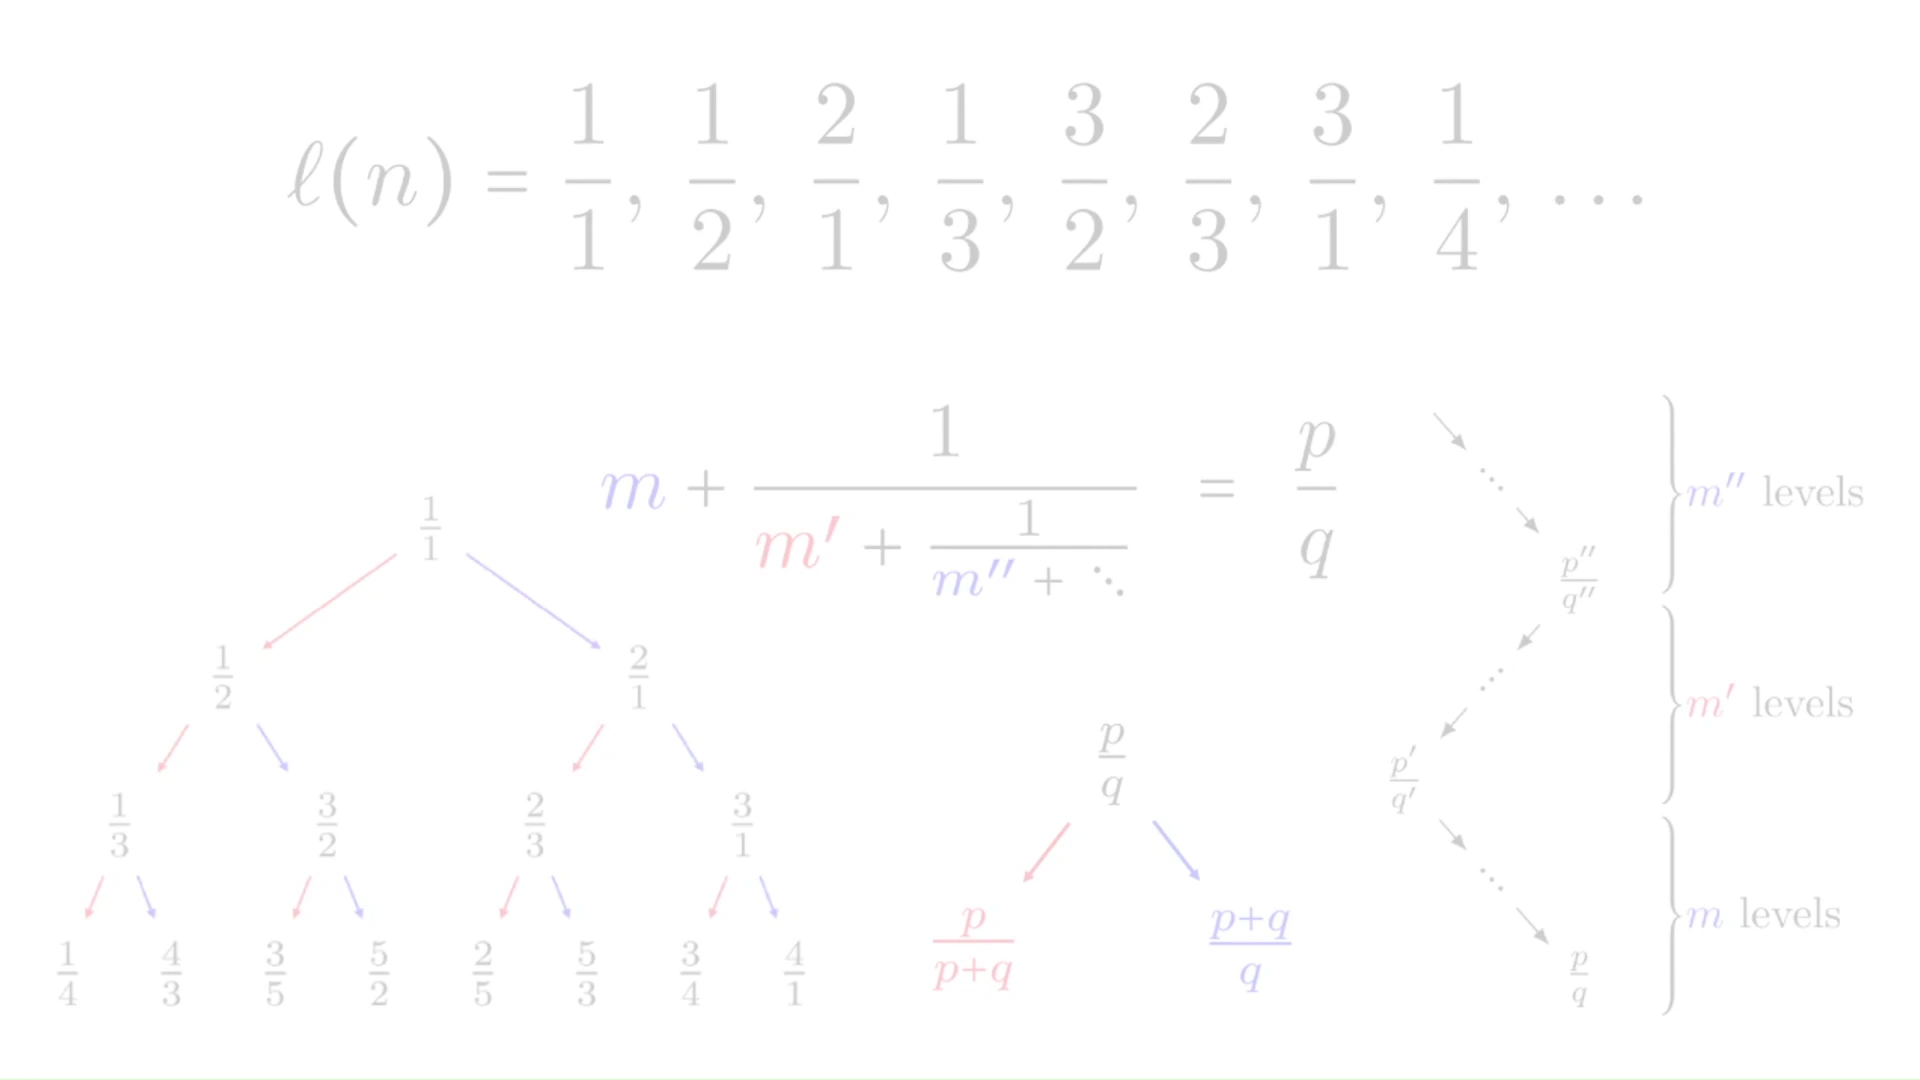 ℓ(n) = 1/1, 1/2, 2/1, 1/3, 3/2, 2/3, 3/1, 1/4, …
m + 1/(m′ + 1/(m′′ + ⋱)) = p/q
m′′ levels
p′′/q′′
m′ levels
p′/q′
m levels
p/q
1/1
1/2 2/1
1/3 3/2 2/3 3/1
1/4 4/3 3/5 5/2 2/5 5/3 3/4 4/1
p/q
p/(p+q) (p+q)/q